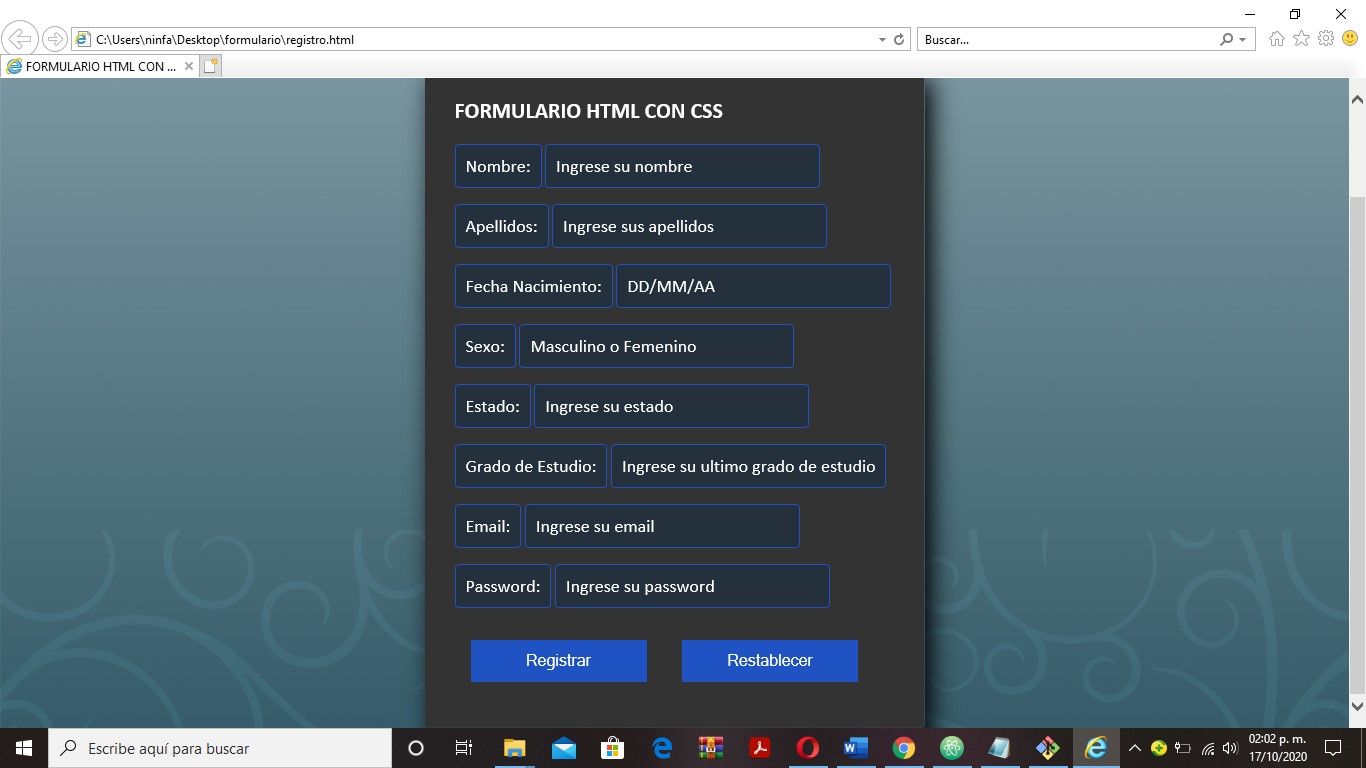 C:\Users\ninfa\Desktop\formulario\registro.html
Buscar...
FORMULARIO HTML CON ...
FORMULARIO HTML CON CSS
Nombre: Ingrese su nombre
Apellidos: Ingrese sus apellidos
Fecha Nacimiento: DD/MM/AA
Sexo: Masculino o Femenino
Estado: Ingrese su estado
Grado de Estudio: Ingrese su ultimo grado de estudio
Email: Ingrese su email
Password: Ingrese su password
Registrar Restablecer
Escribe aquí para buscar
02:02 p. m.
17/10/2020